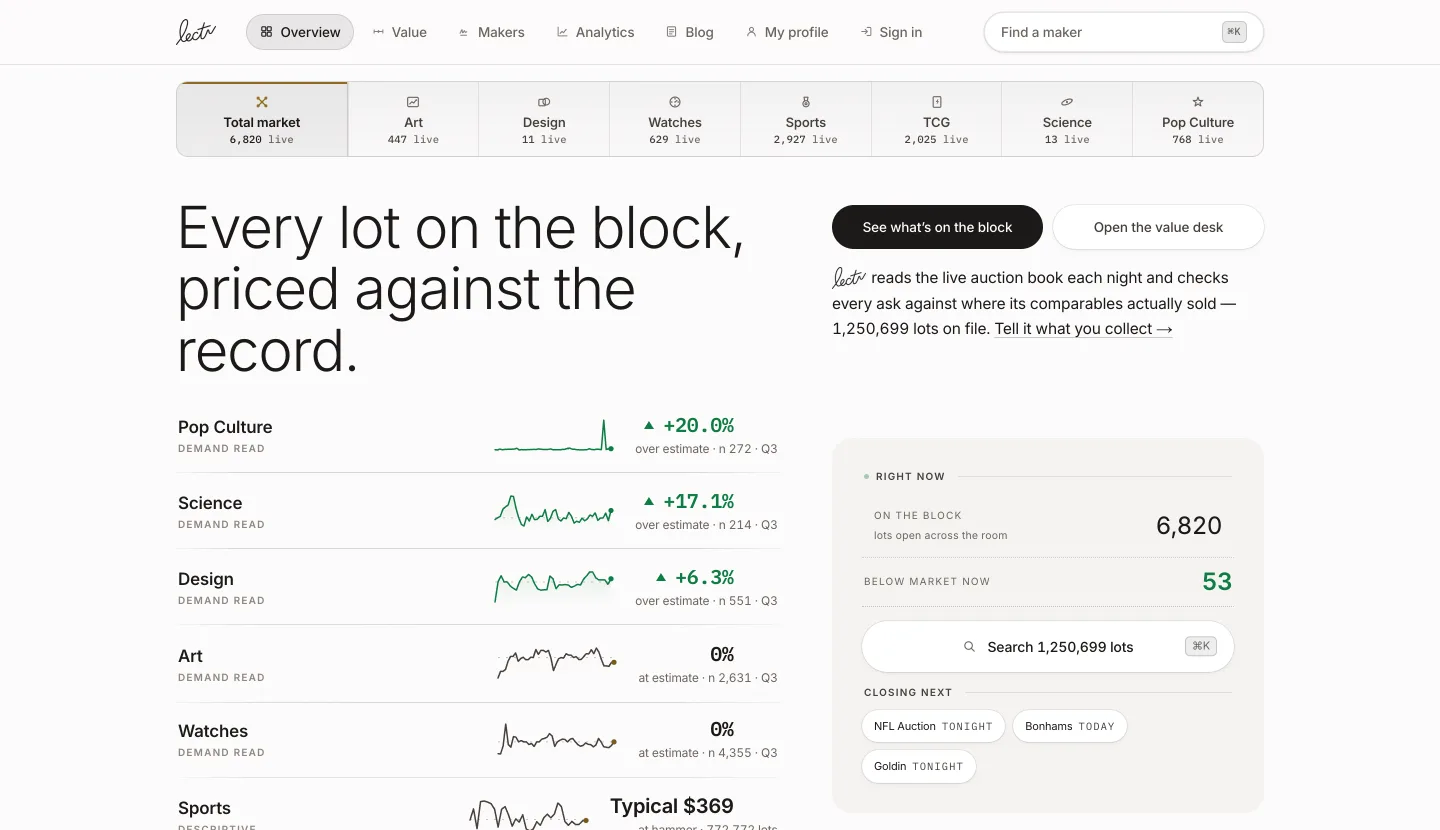 lectr
Overview
Value
Makers
Analytics
Blog
My profile
Sign in
Find a maker
⌘K
Total market
6,820 live
Art
447 live
Design
11 live
Watches
629 live
Sports
2,927 live
TCG
2,025 live
Science
13 live
Pop Culture
768 live
Every lot on the block,
priced against the
record.
See what's on the block
Open the value desk
lectr reads the live auction book each night and checks
every ask against where its comparables actually sold —
1,250,699 lots on file. Tell it what you collect →
Pop Culture
DEMAND READ
▲ +20.0%
over estimate · n 272 · Q3
Science
DEMAND READ
▲ +17.1%
over estimate · n 214 · Q3
Design
DEMAND READ
▲ +6.3%
over estimate · n 551 · Q3
Art
DEMAND READ
0%
at estimate · n 2,631 · Q3
Watches
DEMAND READ
0%
at estimate · n 4,355 · Q3
Sports
DESCRIPTIVE
Typical $369
at hammer · 772,772 lots
RIGHT NOW
ON THE BLOCK
lots open across the room
6,820
BELOW MARKET NOW
53
Search 1,250,699 lots
⌘K
CLOSING NEXT
NFL Auction TONIGHT
Bonhams TODAY
Goldin TONIGHT